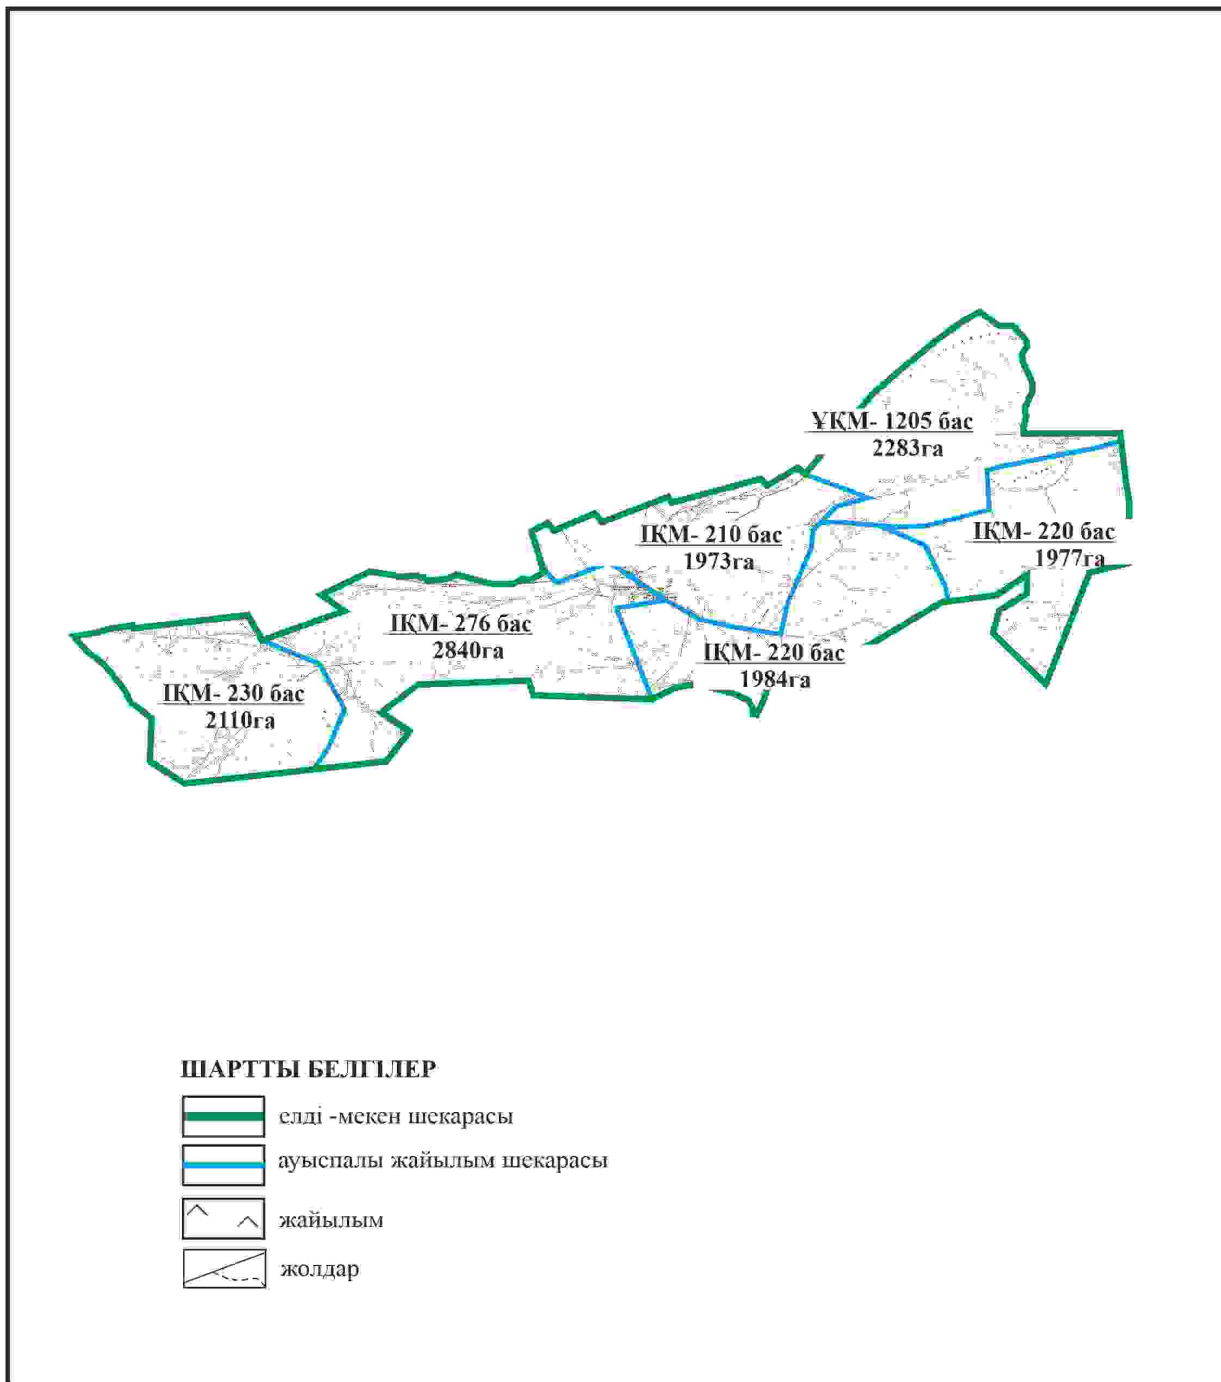 ҰҚМ- 1205 бас
2283га
ІҚМ- 210 бас
1973га
ІҚМ- 220 бас
1977га
ІҚМ- 276 бас
2840га
ІҚМ- 220 бас
1984га
ІҚМ- 230 бас
2110га
ШАРТТЫ БЕЛГІЛЕР
елді -мекен шекарасы
ауыспалы жайылым шекарасы
жайылым
жолдар